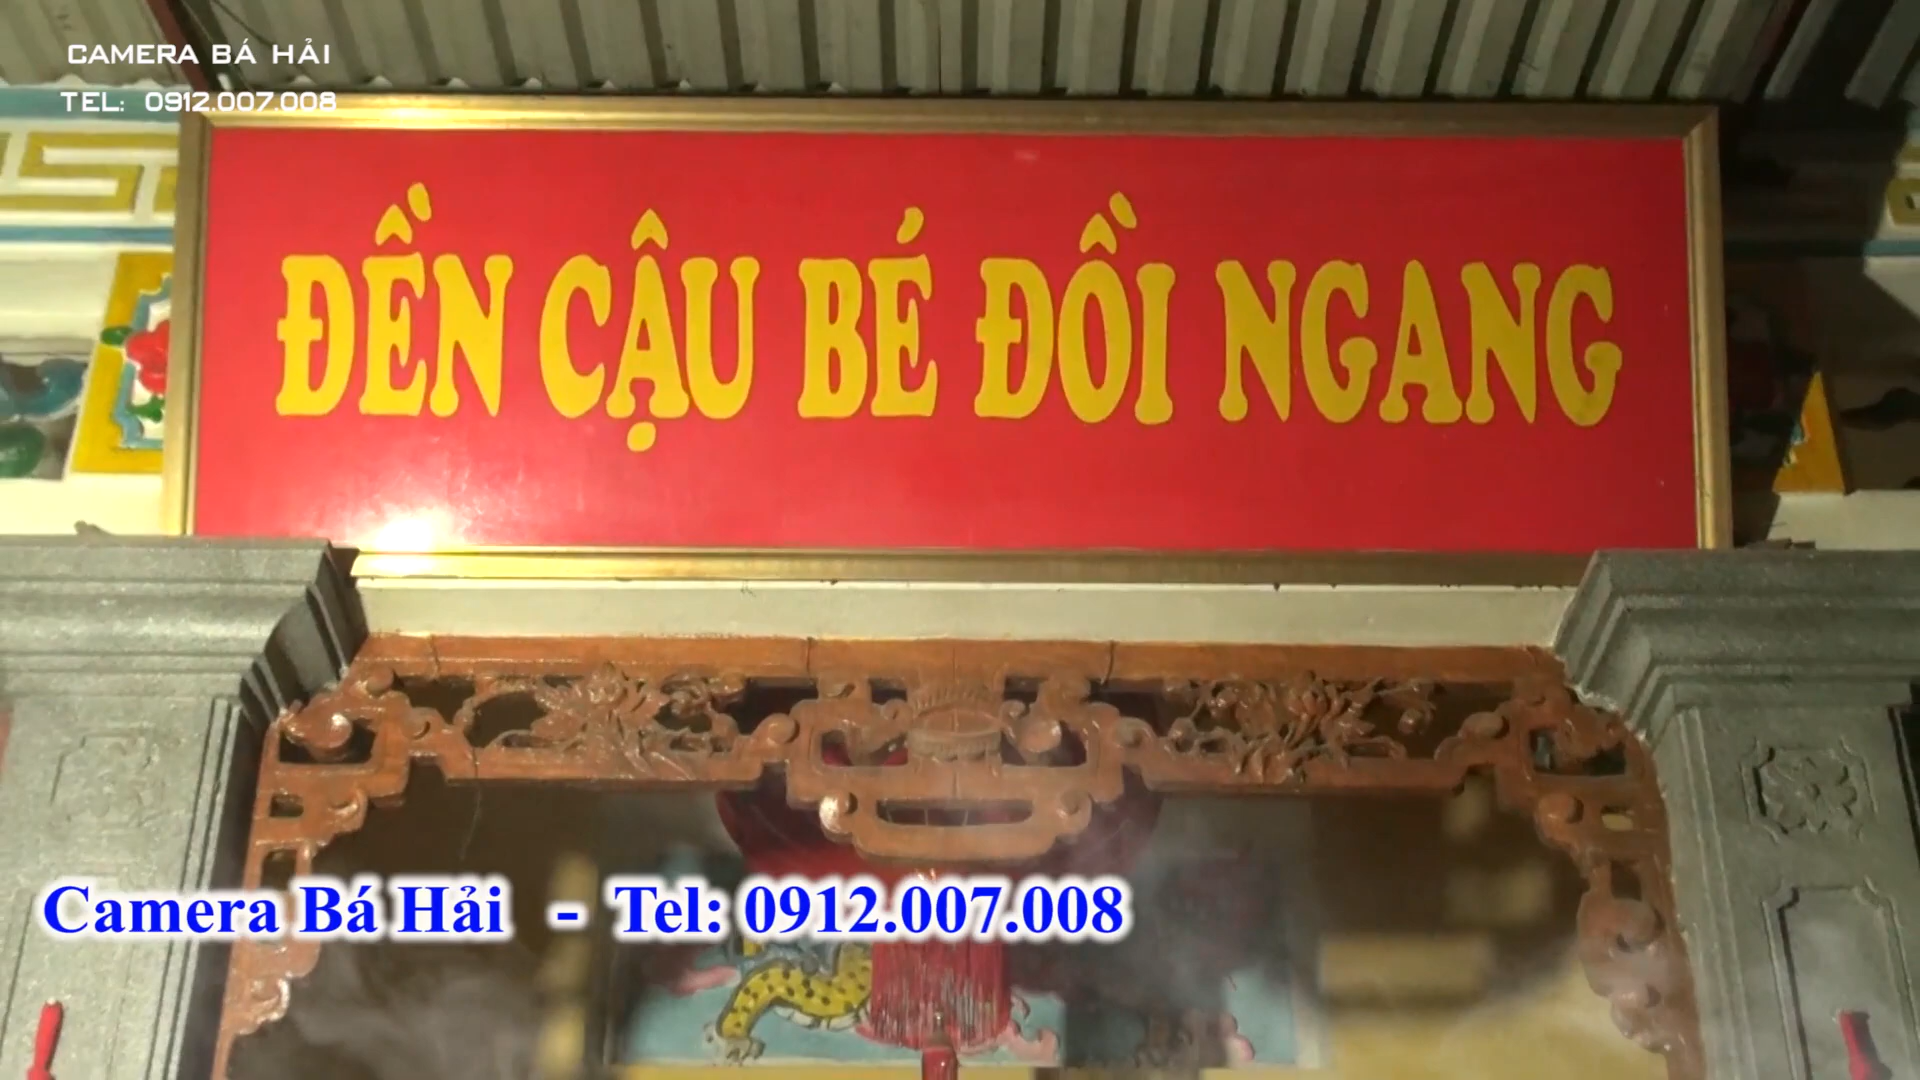 CAMERA BÁ HẢI
TEL: 0912.007.008
ĐỀN CẬU BÉ ĐỒI NGANG
Camera Bá Hải - Tel: 0912.007.008